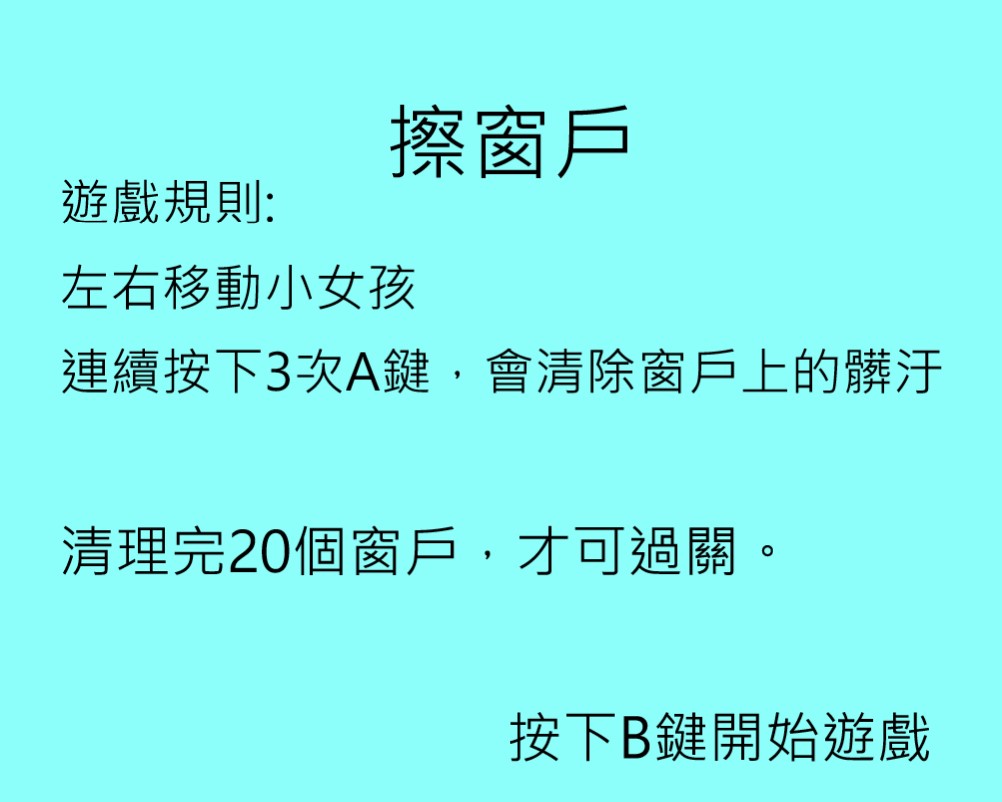 擦窗戶
遊戲規則:
左右移動小女孩
連續按下3次A鍵，會清除窗戶上的髒汙
清理完20個窗戶，才可過關。
按下B鍵開始遊戲